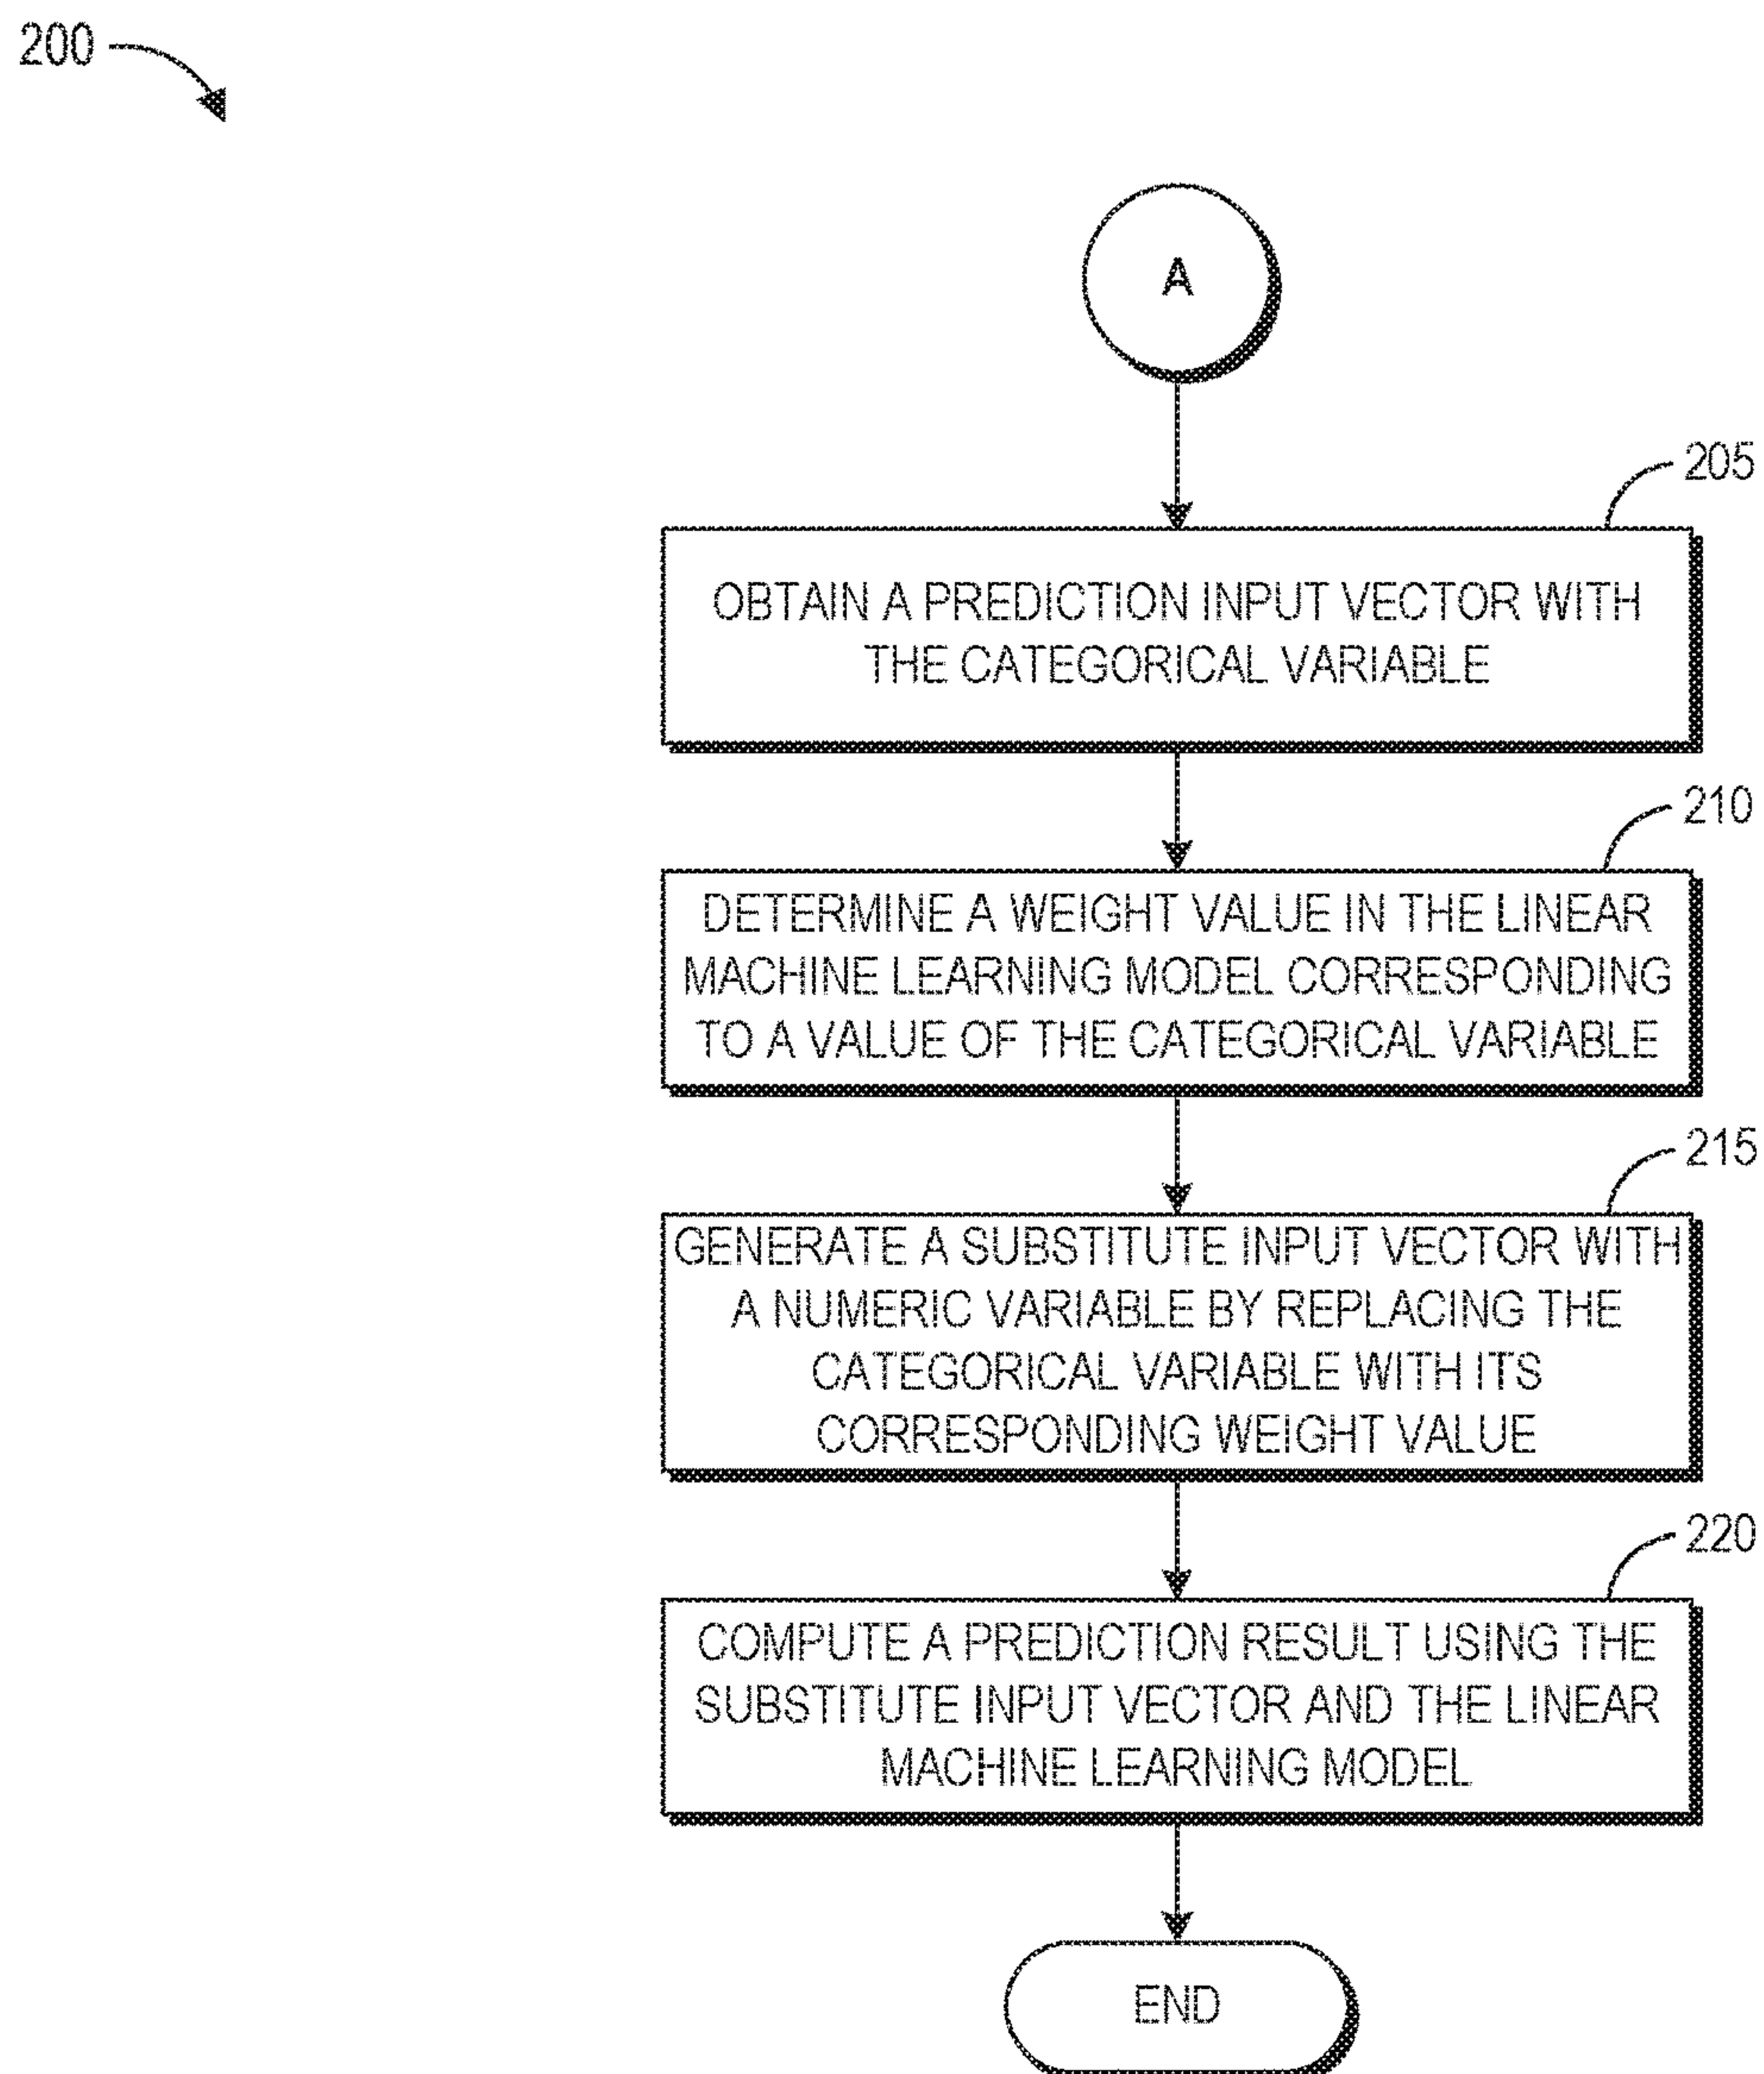 200
A
205
OBTAIN A PREDICTION INPUT VECTOR WITH
THE CATEGORICAL VARIABLE
210
DETERMINE A WEIGHT VALUE IN THE LINEAR
MACHINE LEARNING MODEL CORRESPONDING
TO A VALUE OF THE CATEGORICAL VARIABLE
215
GENERATE A SUBSTITUTE INPUT VECTOR WITH
A NUMERIC VARIABLE BY REPLACING THE
CATEGORICAL VARIABLE WITH ITS
CORRESPONDING WEIGHT VALUE
220
COMPUTE A PREDICTION RESULT USING THE
SUBSTITUTE INPUT VECTOR AND THE LINEAR
MACHINE LEARNING MODEL
END